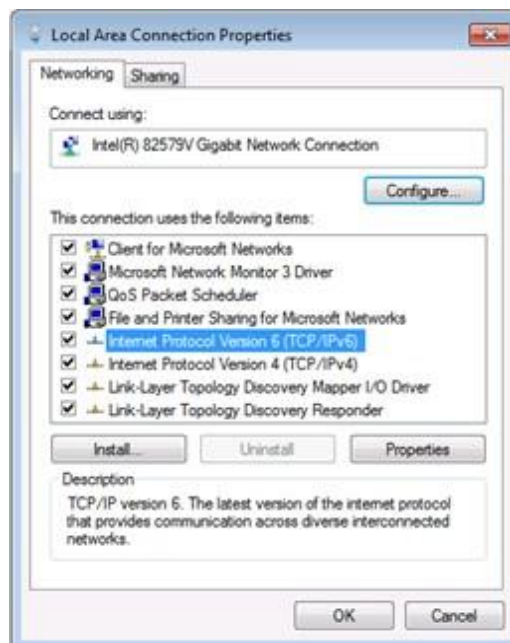 Local Area Connection Properties
Networking Sharing
Connect using:
Intel(R) 82579V Gigabit Network Connection
Configure...
This connection uses the following items:
Client for Microsoft Networks
Microsoft Network Monitor 3 Driver
QoS Packet Scheduler
File and Printer Sharing for Microsoft Networks
Internet Protocol Version 6 (TCP/IPv6)
Internet Protocol Version 4 (TCP/IPv4)
Link-Layer Topology Discovery Mapper I/O Driver
Link-Layer Topology Discovery Responder
Install... Uninstall Properties
Description
TCP/IP version 6. The latest version of the internet protocol
that provides communication across diverse interconnected
networks.
OK Cancel